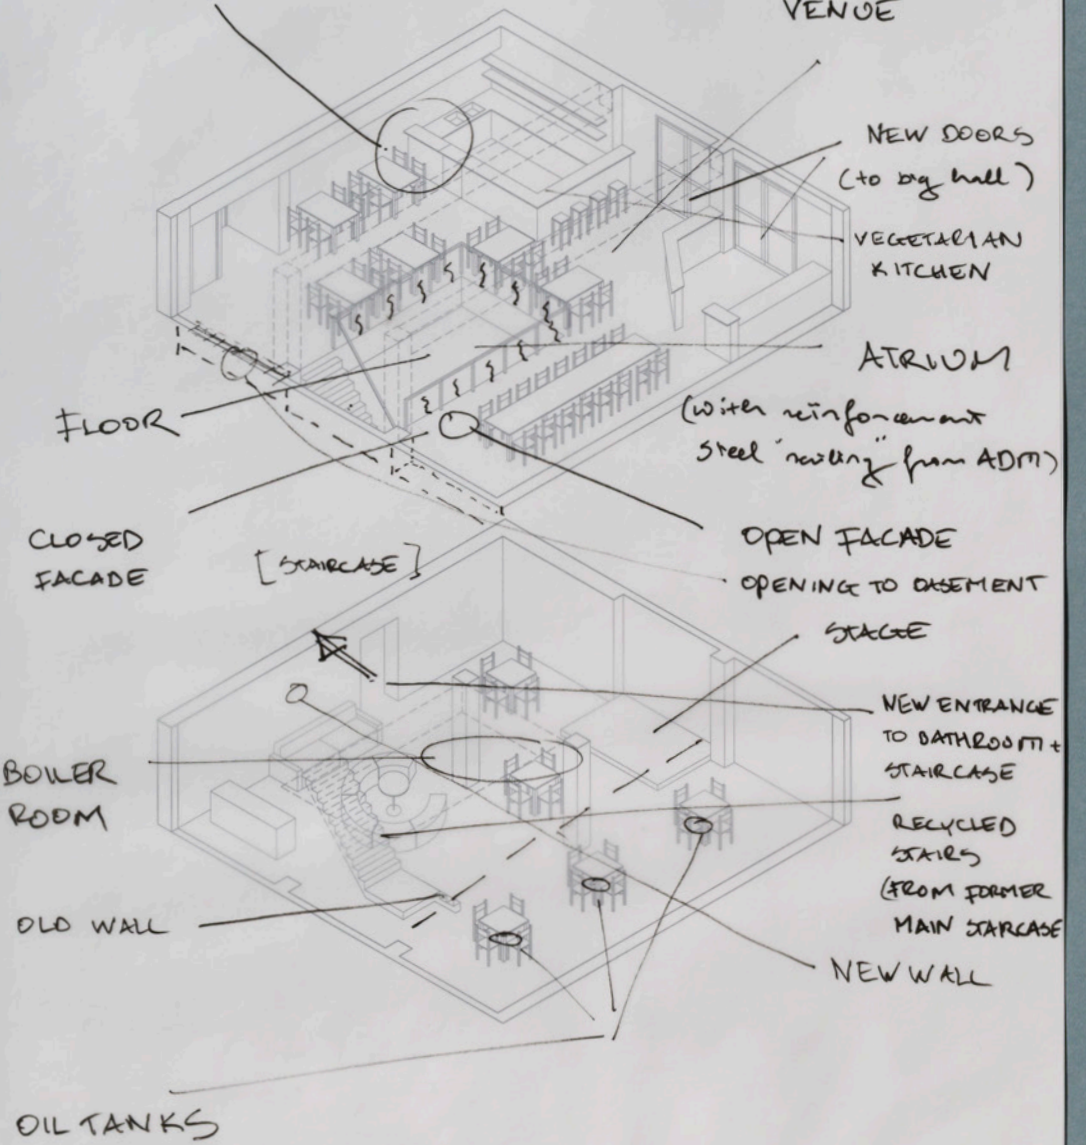 VENUE
NEW DOORS
(to big hall)
VEGETARIAN
KITCHEN
ATRIUM
(with reinforcement
steel "railing" from ADM)
FLOOR
CLOSED
FACADE
[STAIRCASE]
OPEN FACADE
OPENING TO BASEMENT
STAGE
NEW ENTRANCE
TO BATHROOM +
STAIRCASE
BOILER
ROOM
RECYCLED
STAIRS
(FROM FORMER
MAIN STARCASE
OLD WALL
NEW WALL
OIL TANKS